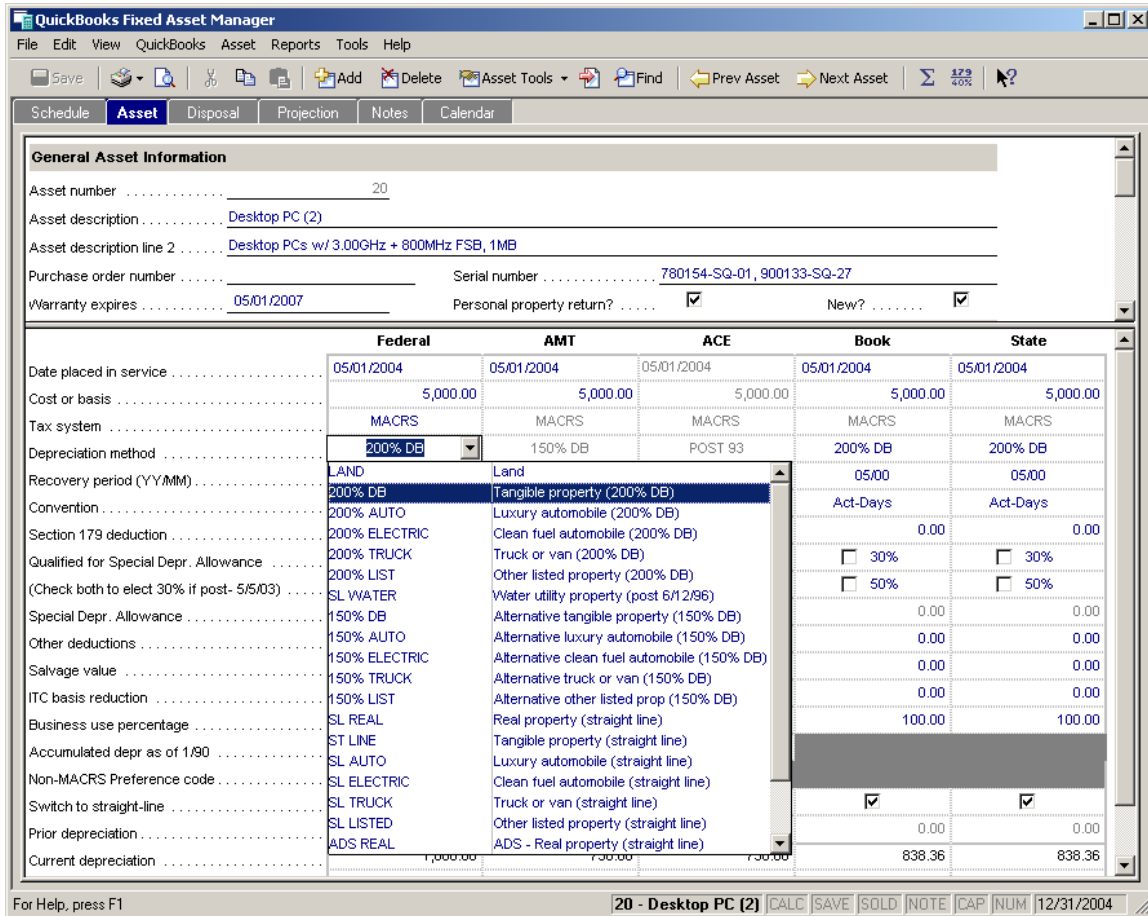 QuickBooks Fixed Asset Manager
File Edit View QuickBooks Asset Reports Tools Help
Save Add Delete Asset Tools Find Prev Asset Next Asset Σ 179 40% ?
Schedule Asset Disposal Projection Notes Calendar
General Asset Information
Asset number ............. 20
Asset description ........... Desktop PC (2)
Asset description line 2 ...... Desktop PCs w/ 3.00GHz + 800MHz FSB, 1MB
Purchase order number ...... Serial number ............... 780154-SQ-01, 900133-SQ-27
Warranty expires ........... 05/01/2007 Personal property return? ..... New? .......
Federal AMT ACE Book State
Date placed in service .................... 05/01/2004 05/01/2004 05/01/2004 05/01/2004 05/01/2004
Cost or basis ........................... 5,000.00 5,000.00 5,000.00 5,000.00 5,000.00
Tax system ............................ MACRS MACRS MACRS MACRS MACRS
Depreciation method .................... 200% DB 150% DB POST 93 200% DB 200% DB
Recovery period (YY/MM) ................. 05/00 05/00
Convention ............................. Act-Days Act-Days
Section 179 deduction .................... 0.00 0.00
Qualified for Special Depr. Allowance ....... 30% 30%
(Check both to elect 30% if post- 5/5/03) ..... 50% 50%
Special Depr. Allowance .................. 0.00 0.00
Other deductions ........................ 0.00 0.00
Salvage value .......................... 0.00 0.00
ITC basis reduction ...................... 0.00 0.00
Business use percentage ................. 100.00 100.00
Accumulated depr as of 1/90 ..............
Non-MACRS Preference code ..............
Switch to straight-line ....................
Prior depreciation ........................ 0.00 0.00
Current depreciation ..................... 1,000.00 750.00 750.00 838.36 838.36
LAND Land
200% DB Tangible property (200% DB)
200% AUTO Luxury automobile (200% DB)
200% ELECTRIC Clean fuel automobile (200% DB)
200% TRUCK Truck or van (200% DB)
200% LIST Other listed property (200% DB)
SL WATER Water utility property (post 6/12/96)
150% DB Alternative tangible property (150% DB)
150% AUTO Alternative luxury automobile (150% DB)
150% ELECTRIC Alternative clean fuel automobile (150% DB)
150% TRUCK Alternative truck or van (150% DB)
150% LIST Alternative other listed prop (150% DB)
SL REAL Real property (straight line)
ST LINE Tangible property (straight line)
SL AUTO Luxury automobile (straight line)
SL ELECTRIC Clean fuel automobile (straight line)
SL TRUCK Truck or van (straight line)
SL LISTED Other listed property (straight line)
ADS REAL ADS - Real property (straight line)
For Help, press F1 20 - Desktop PC (2) CALC SAVE SOLD NOTE CAP NUM 12/31/2004